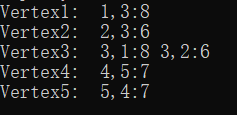 Vertex1:  1,3:8
Vertex2:  2,3:6
Vertex3:  3,1:8 3,2:6
Vertex4:  4,5:7
Vertex5:  5,4:7